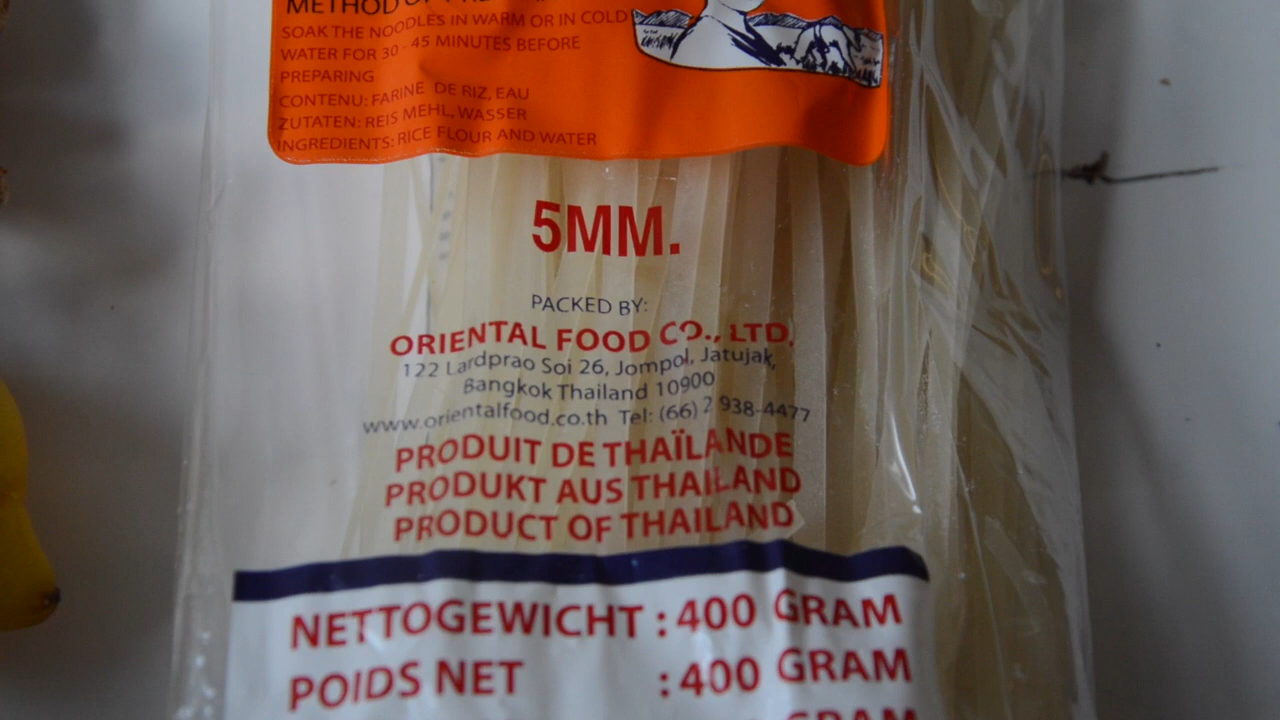 METHOD OF
SOAK THE NOODLES IN WARM OR IN COLD
WATER FOR 30 - 45 MINUTES BEFORE
PREPARING
CONTENU: FARINE DE RIZ, EAU
ZUTATEN: REIS MEHL, WASSER
INGREDIENTS: RICE FLOUR AND WATER
5MM.
PACKED BY:
ORIENTAL FOOD CO., LTD.
122 Lardprao Soi 26, Jompol, Jatujak,
Bangkok Thailand 10900
www.orientalfood.co.th Tel: (66) 2 938-4477
PRODUIT DE THAÏLANDE
PRODUKT AUS THAILAND
PRODUCT OF THAILAND
NETTOGEWICHT : 400 GRAM
POIDS NET : 400 GRAM
GRAM